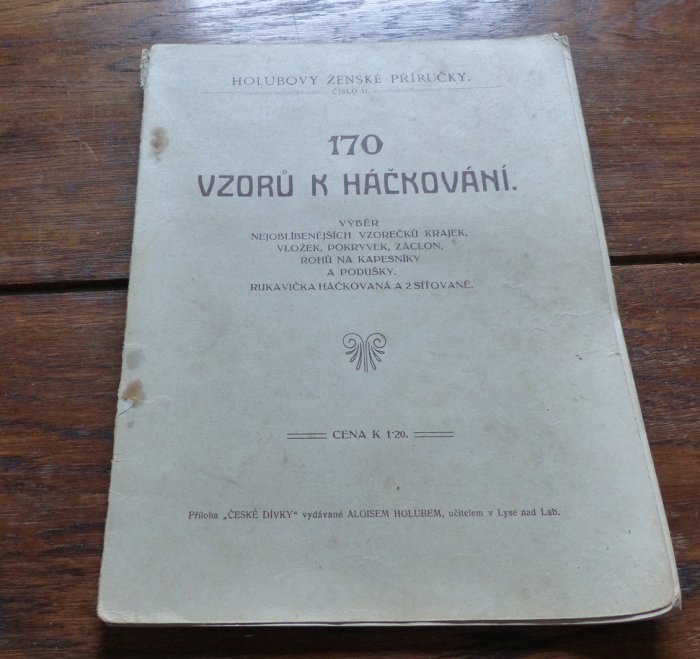 HOLUBOVY ŽENSKÉ PŘÍRUČKY.
ČÍSLO 11.
170
VZORŮ K HÁČKOVÁNÍ.
VÝBĚR
NEJOBLÍBENĚJŠÍCH VZOREČKŮ KRAJEK,
VLOŽEK, POKRYVEK, ZÁCLON,
ROHŮ NA KAPESNÍKY
A PODUŠKY.
RUKAVIČKA HÁČKOVANÁ A 2 SÍŤOVANÉ.
CENA K 1·20.
Příloha „ČESKÉ DÍVKY" vydávané ALOISEM HOLUBEM, učitelem v Lysé nad Lab.